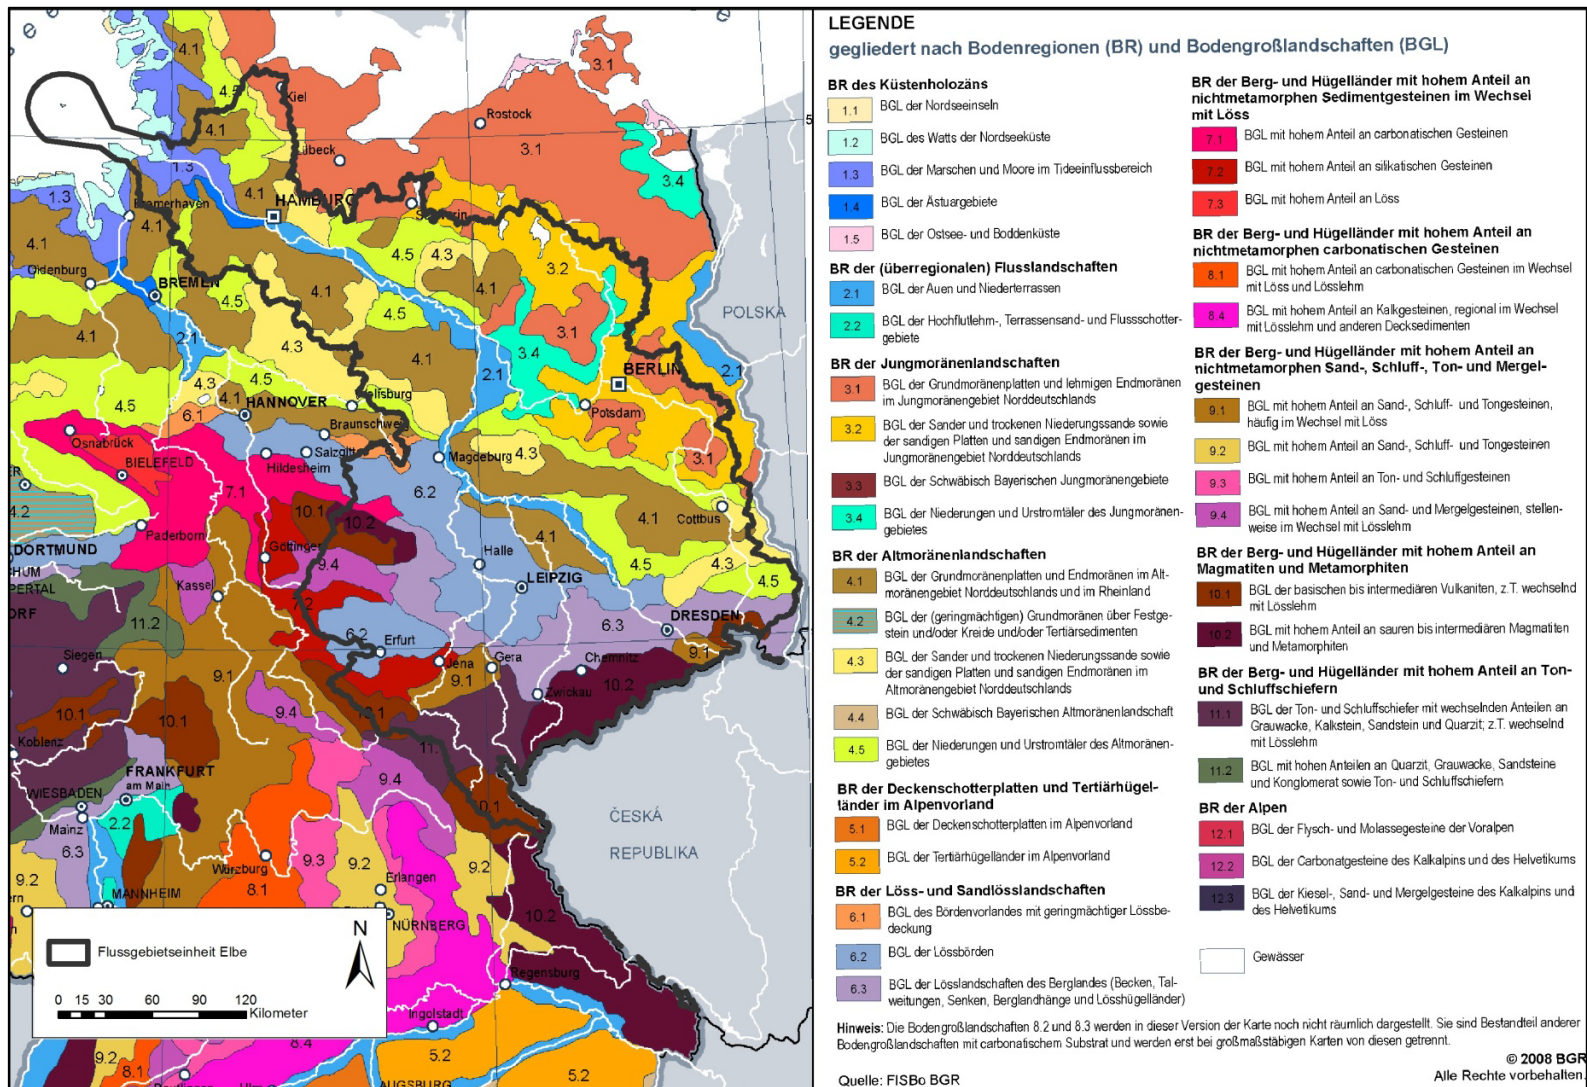 LEGENDE
gegliedert nach Bodenregionen (BR) und Bodengroßlandschaften (BGL)
BR des Küstenholozäns
1.1 BGL der Nordseeinseln
1.2 BGL des Watts der Nordseeküste
1.3 BGL der Marschen und Moore im Tideeinflussbereich
1.4 BGL der Ästuargebiete
1.5 BGL der Ostsee- und Boddenküste
BR der (überregionalen) Flusslandschaften
2.1 BGL der Auen und Niederterrassen
2.2 BGL der Hochflutlehm-, Terrassensand- und Flussschotter-
gebiete
BR der Jungmoränenlandschaften
3.1 BGL der Grundmoränenplatten und lehmigen Endmoränen
im Jungmoränengebiet Norddeutschlands
3.2 BGL der Sander und trockenen Niederungssande sowie
der sandigen Platten und sandigen Endmoränen im
Jungmoränengebiet Norddeutschlands
3.3 BGL der Schwäbisch Bayerischen Jungmoränengebiete
3.4 BGL der Niederungen und Urstromtäler des Jungmoränen-
gebietes
BR der Altmoränenlandschaften
4.1 BGL der Grundmoränenplatten und Endmoränen im Alt-
moränengebiet Norddeutschlands und im Rheinland
4.2 BGL der (geringmächtigen) Grundmoränen über Festge-
stein und/oder Kreide und/oder Tertiärsedimenten
4.3 BGL der Sander und trockenen Niederungssande sowie
der sandigen Platten und sandigen Endmoränen im
Altmoränengebiet Norddeutschlands
4.4 BGL der Schwäbisch Bayerischen Altmoränenlandschaft
4.5 BGL der Niederungen und Urstromtäler des Altmoränen-
gebietes
BR der Deckenschotterplatten und Tertiärhügel-
länder im Alpenvorland
5.1 BGL der Deckenschotterplatten im Alpenvorland
5.2 BGL der Tertiärhügelländer im Alpenvorland
BR der Löss- und Sandlösslandschaften
6.1 BGL des Bördenvorlandes mit geringmächtiger Lössbe-
deckung
6.2 BGL der Lössbörden
6.3 BGL der Lösslandschaften des Berglandes (Becken, Tal-
weitungen, Senken, Berglandhänge und Lösshügelländer)
BR der Berg- und Hügelländer mit hohem Anteil an
nichtmetamorphen Sedimentgesteinen im Wechsel
mit Löss
7.1 BGL mit hohem Anteil an carbonatischen Gesteinen
7.2 BGL mit hohem Anteil an silikatischen Gesteinen
7.3 BGL mit hohem Anteil an Löss
BR der Berg- und Hügelländer mit hohem Anteil an
nichtmetamorphen carbonatischen Gesteinen
8.1 BGL mit hohem Anteil an carbonatischen Gesteinen im Wechsel
mit Löss und Lösslehm
8.4 BGL mit hohem Anteil an Kalkgesteinen, regional im Wechsel
mit Lösslehm und anderen Decksedimenten
BR der Berg- und Hügelländer mit hohem Anteil an
nichtmetamorphen Sand-, Schluff-, Ton- und Mergel-
gesteinen
9.1 BGL mit hohem Anteil an Sand-, Schluff- und Tongesteinen,
häufig im Wechsel mit Löss
9.2 BGL mit hohem Anteil an Sand-, Schluff- und Tongesteinen
9.3 BGL mit hohem Anteil an Ton- und Schluffgesteinen
9.4 BGL mit hohem Anteil an Sand- und Mergelgesteinen, stellen-
weise im Wechsel mit Lösslehm
BR der Berg- und Hügelländer mit hohem Anteil an
Magmatiten und Metamorphiten
10.1 BGL der basischen bis intermediären Vulkaniten, z.T. wechselnd
mit Lösslehm
10.2 BGL mit hohem Anteil an sauren bis intermediären Magmatiten
und Metamorphiten
BR der Berg- und Hügelländer mit hohem Anteil an Ton-
und Schluffschiefern
11.1 BGL der Ton- und Schluffschiefer mit wechselnden Anteilen an
Grauwacke, Kalkstein, Sandstein und Quarzit, z.T. wechselnd
mit Lösslehm
11.2 BGL mit hohen Anteilen an Quarzit, Grauwacke, Sandsteine
und Konglomerat sowie Ton- und Schluffschiefern
BR der Alpen
12.1 BGL der Flysch- und Molassegesteine der Voralpen
12.2 BGL der Carbonatgesteine des Kalkalpins und des Helvetikums
12.3 BGL der Kiesel-, Sand- und Mergelgesteine des Kalkalpins und
des Helvetikums
Gewässer
Hinweis: Die Bodengroßlandschaften 8.2 und 8.3 werden in dieser Version der Karte noch nicht räumlich dargestellt. Sie sind Bestandteil anderer
Bodengroßlandschaften mit carbonatischem Substrat und werden erst bei großmaßstäbigen Karten von diesen getrennt.
Quelle: FISBo BGR
© 2008 BGR
Alle Rechte vorbehalten
Kiel
Rostock
Lübeck
HAMBURG
Bremerhaven
Oldenburg
BREMEN
POLSKA
BERLIN
Potsdam
HANNOVER
Braunschweig
Osnabrück
Hildesheim
Magdeburg
BIELEFELD
Cottbus
Paderborn
DORTMUND
Göttingen
Halle
LEIPZIG
Kassel
DRESDEN
Erfurt
Siegen
Jena
Gera
Chemnitz
Zwickau
Koblenz
FRANKFURT
am Main
WIESBADEN
Mainz
ČESKÁ
REPUBLIKA
Würzburg
Erlangen
MANNHEIM
NÜRNBERG
Regensburg
Ingolstadt
AUGSBURG
Flussgebietseinheit Elbe
N
0 15 30 60 90 120
Kilometer